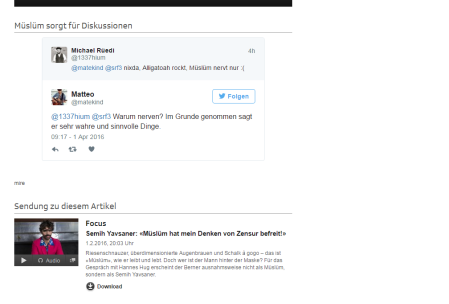 Müslüm sorgt für Diskussionen
Michael Rüedi
4h
@1337hium
@matekind @srf3 nixda, Alligatoah rockt, Müslüm nervt nur :(
Matteo
Folgen
@matekind
@1337hium @srf3 Warum nerven? Im Grunde genommen sagt
er sehr wahre und sinnvolle Dinge.
09:17 - 1 Apr 2016
mire
Sendung zu diesem Artikel
Focus
Semih Yavsaner: «Müslüm hat mein Denken von Zensur befreit!»
1.2.2016, 20:03 Uhr
Riesenschnauzer, überdimensionierte Augenbrauen und Schalk à gogo – das ist
«Müslüm», wie er leibt und lebt. Doch wer ist der Mann hinter der Maske? Für das
Gespräch mit Hannes Hug erscheint der Berner ausnahmsweise nicht als Müslüm,
sondern als Semih Yavsaner.
Audio
Download